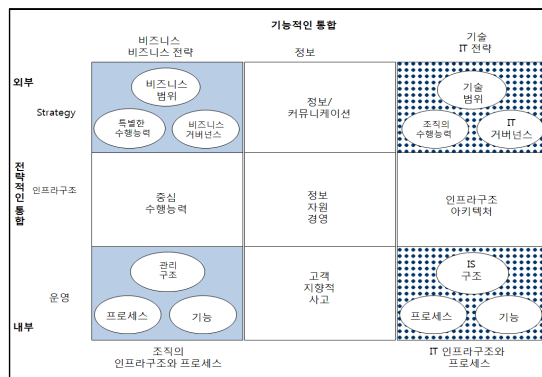 기능적인 통합
비즈니스
비즈니스 전략
정보
기술
IT 전략
외부
Strategy
비즈니스
범위
특별한
수행능력
비즈니스
거버넌스
정보/
커뮤니케이션
기술
범위
조직의
수행능력
IT
거버넌스
전략적인 통합
인프라구조
중심
수행능력
정보
자원
경영
인프라구조
아키텍처
운영
내부
관리
구조
프로세스
기능
고객
지향적
사고
IS
구조
프로세스
기능
조직의
인프라구조와 프로세스
IT 인프라구조와
프로세스